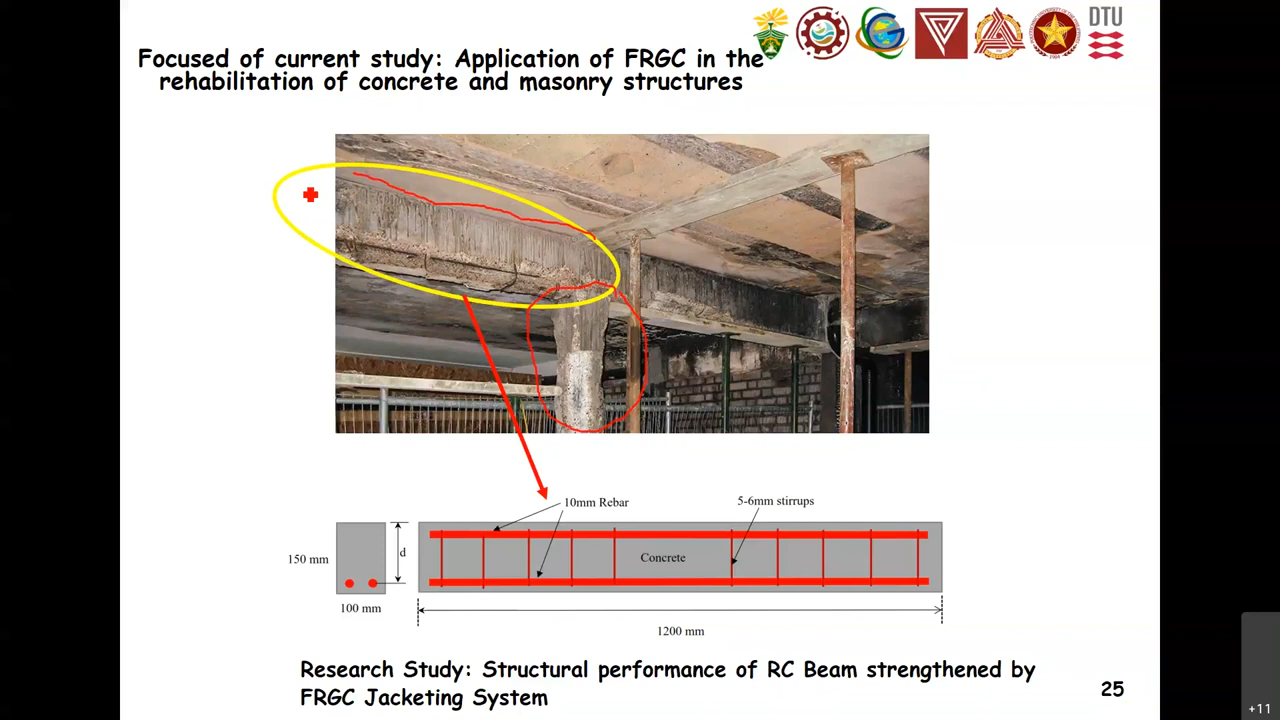 DTU
Focused of current study: Application of FRGC in the
rehabilitation of concrete and masonry structures
10mm Rebar
5-6mm stirrups
150 mm
d
Concrete
100 mm
1200 mm
Research Study: Structural performance of RC Beam strengthened by
FRGC Jacketing System
25
+11